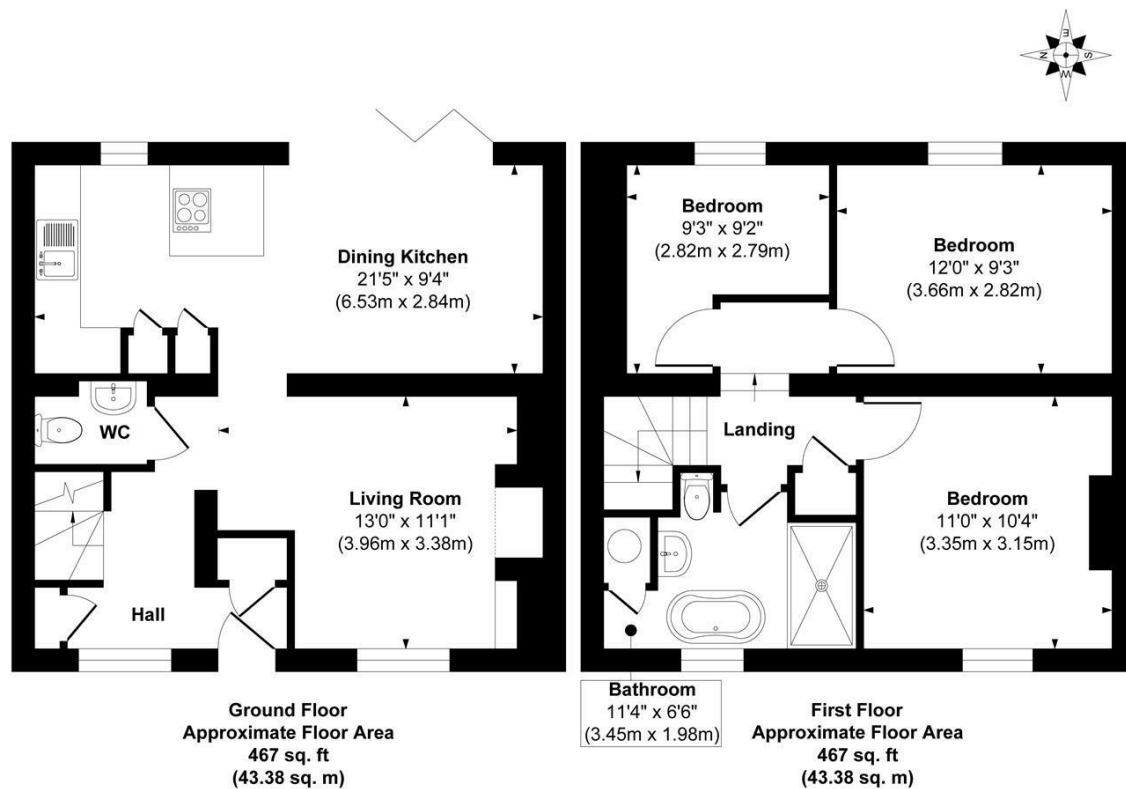 E
N
S
W
Dining Kitchen
21'5" x 9'4"
(6.53m x 2.84m)
WC
Living Room
13'0" x 11'1"
(3.96m x 3.38m)
Hall
Ground Floor
Approximate Floor Area
467 sq. ft
(43.38 sq. m)
Bedroom
9'3" x 9'2"
(2.82m x 2.79m)
Bedroom
12'0" x 9'3"
(3.66m x 2.82m)
Landing
Bedroom
11'0" x 10'4"
(3.35m x 3.15m)
Bathroom
11'4" x 6'6"
(3.45m x 1.98m)
First Floor
Approximate Floor Area
467 sq. ft
(43.38 sq. m)